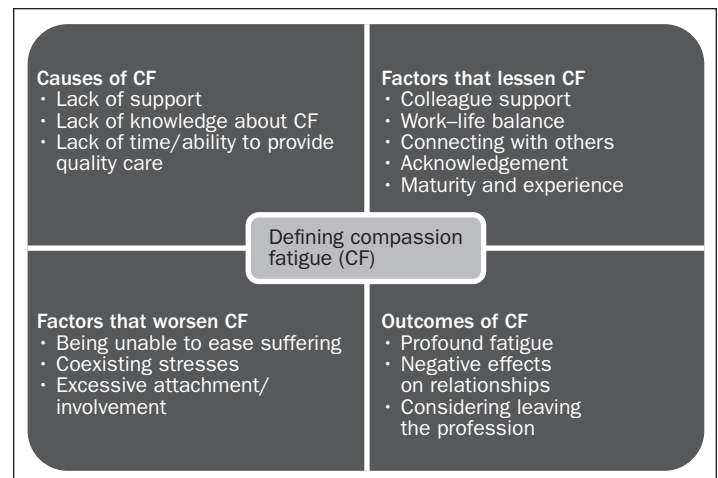 Causes of CF
· Lack of support
· Lack of knowledge about CF
· Lack of time/ability to provide
quality care
Factors that lessen CF
· Colleague support
· Work–life balance
· Connecting with others
· Acknowledgement
· Maturity and experience
Defining compassion
fatigue (CF)
Factors that worsen CF
· Being unable to ease suffering
· Coexisting stresses
· Excessive attachment/
involvement
Outcomes of CF
· Profound fatigue
· Negative effects
on relationships
· Considering leaving
the profession